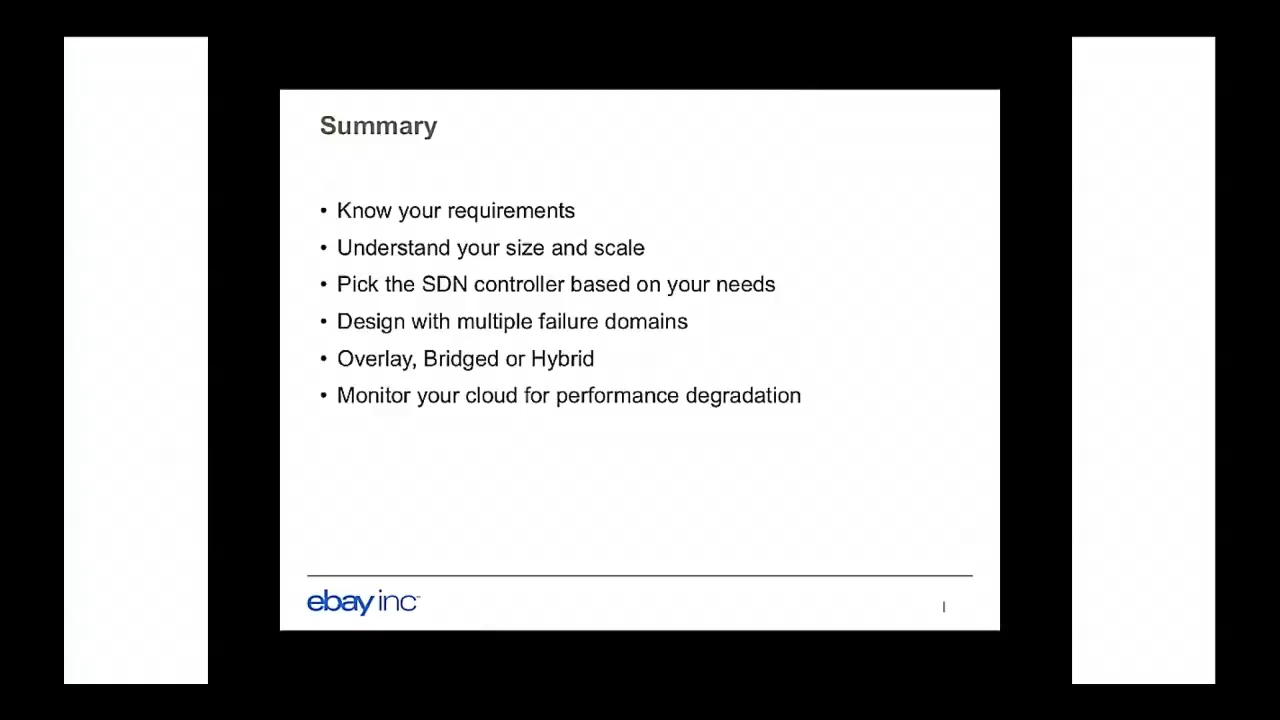 Summary
• Know your requirements
• Understand your size and scale
• Pick the SDN controller based on your needs
• Design with multiple failure domains
• Overlay, Bridged or Hybrid
• Monitor your cloud for performance degradation
ebay inc™